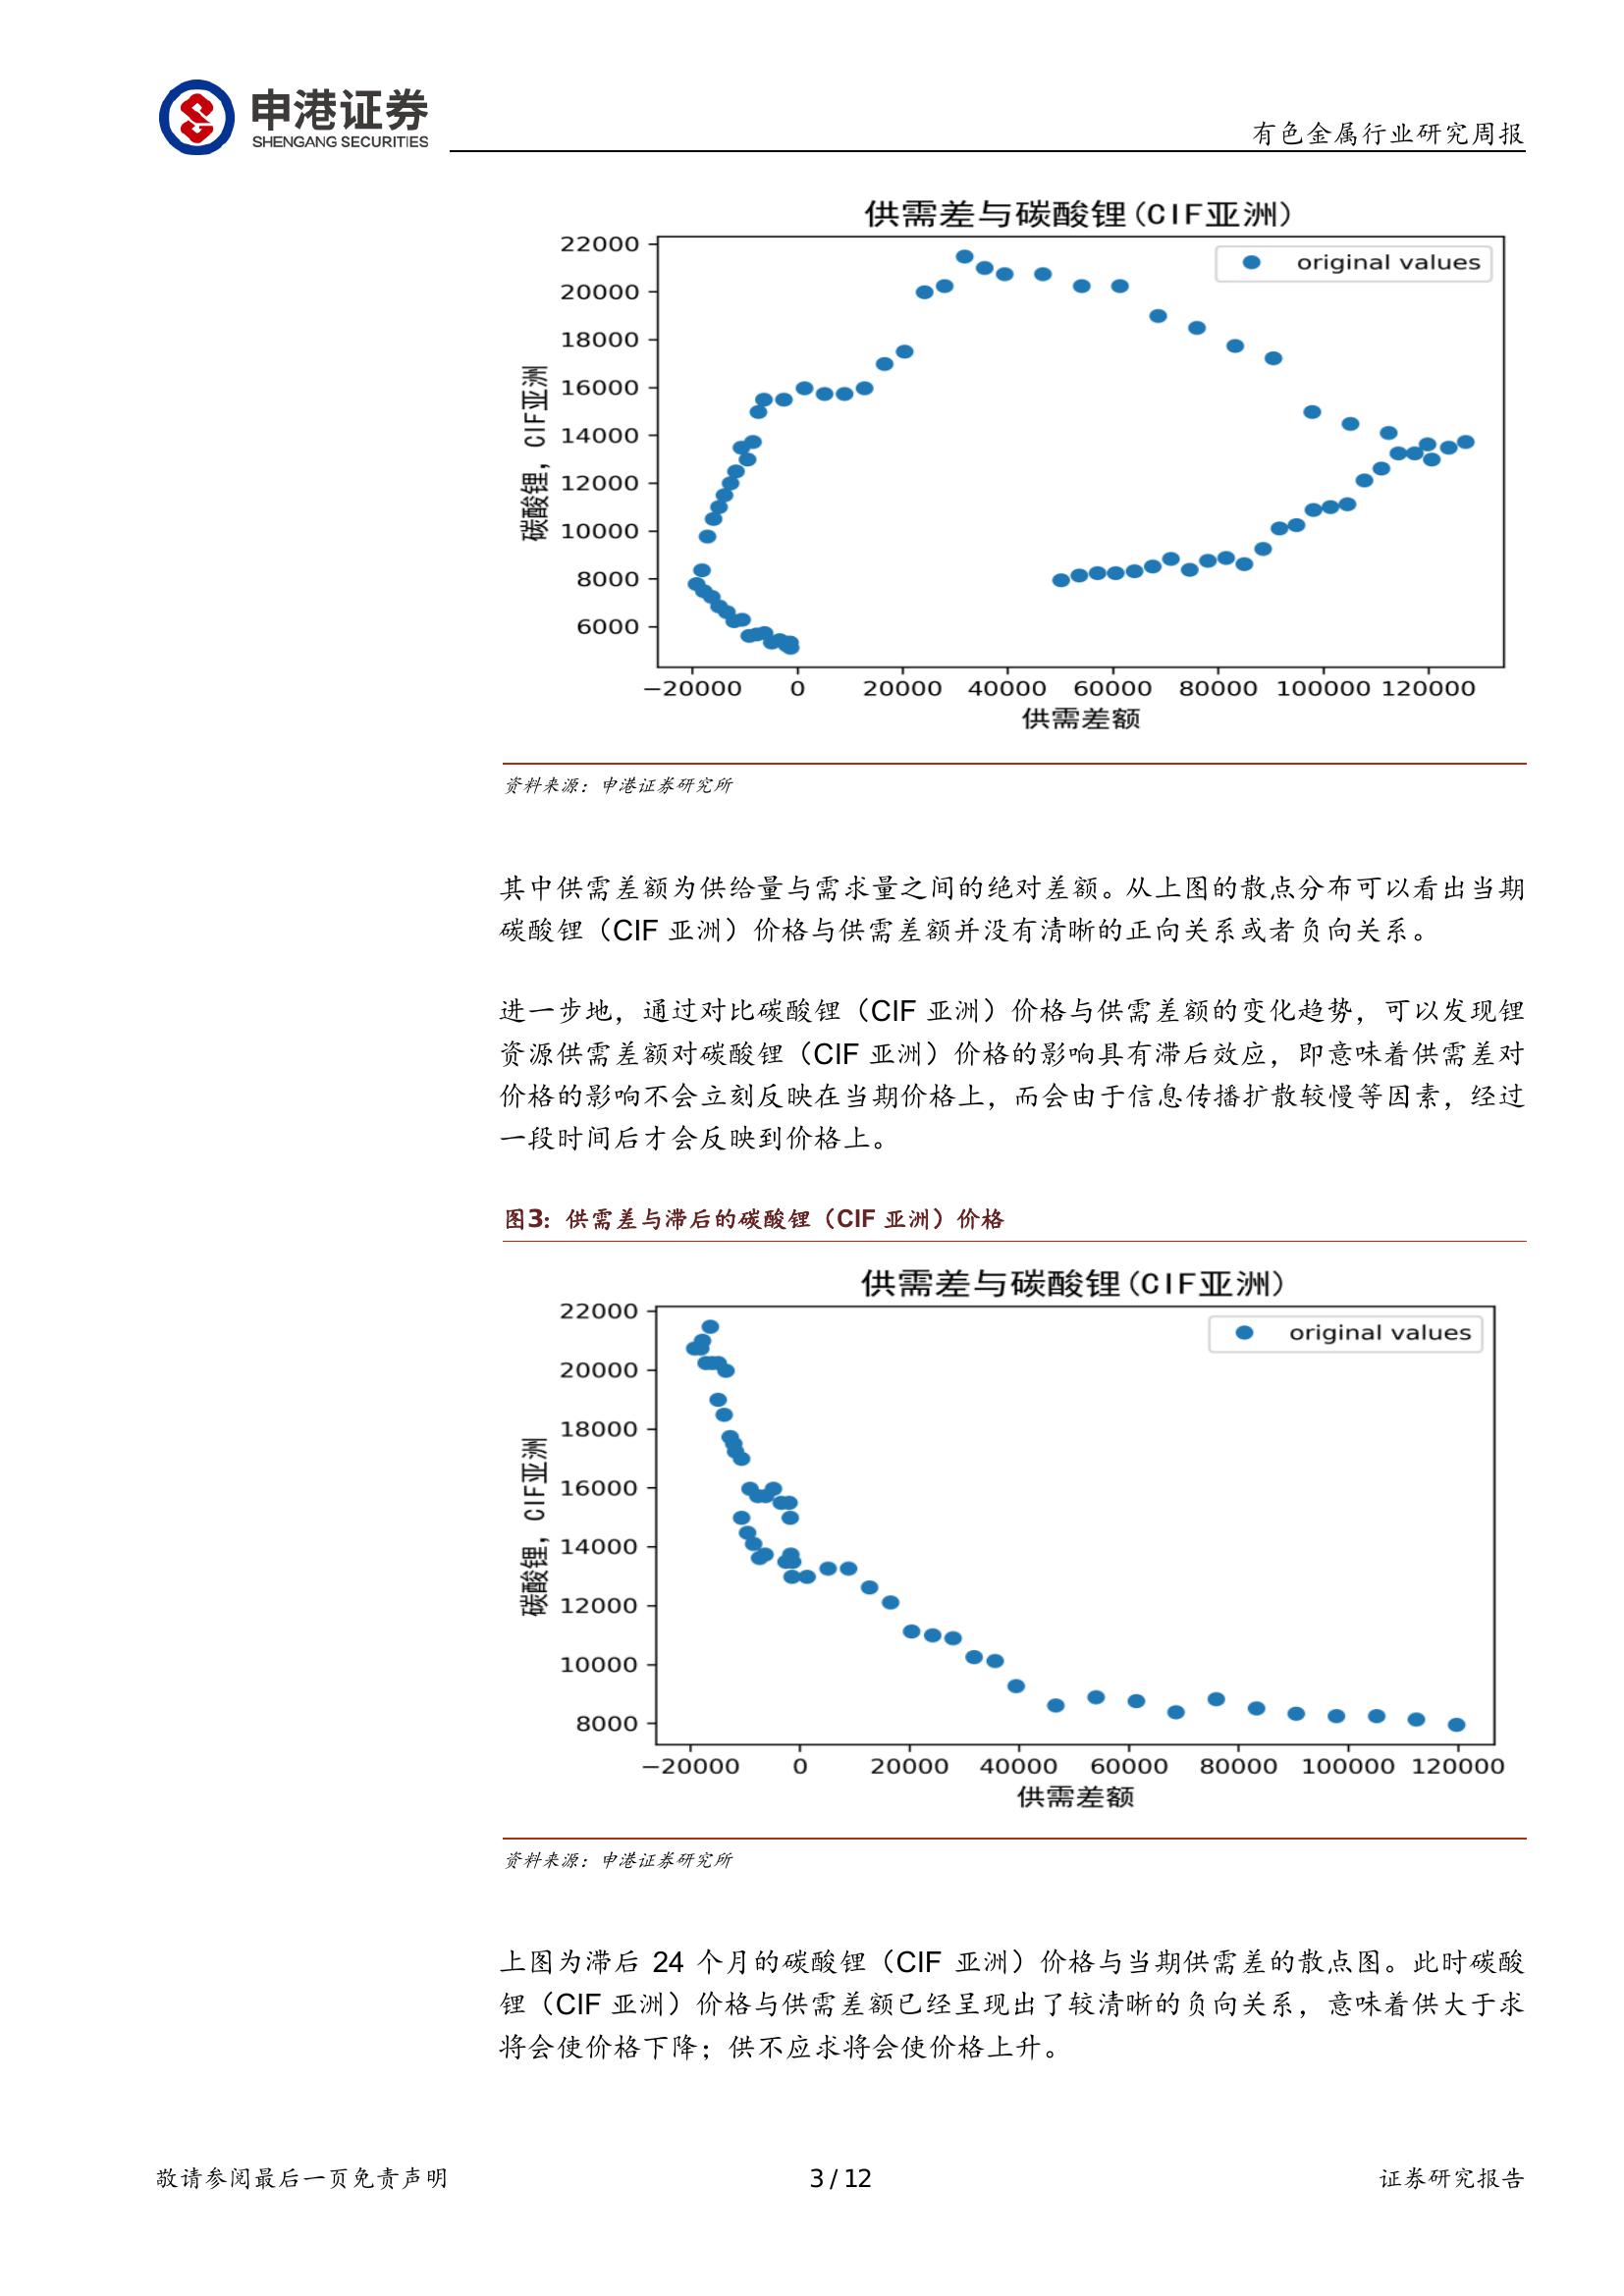 申港证券
SHENGANG SECURITIES
有色金属行业研究周报
供需差与碳酸锂(CIF亚洲)
original values
22000
20000
18000
16000
14000
12000
10000
8000
6000
碳酸锂，CIF亚洲
−20000 0 20000 40000 60000 80000 100000 120000
供需差额
资料来源：申港证券研究所
其中供需差额为供给量与需求量之间的绝对差额。从上图的散点分布可以看出当期
碳酸锂（CIF 亚洲）价格与供需差额并没有清晰的正向关系或者负向关系。
进一步地，通过对比碳酸锂（CIF 亚洲）价格与供需差额的变化趋势，可以发现锂
资源供需差额对碳酸锂（CIF 亚洲）价格的影响具有滞后效应，即意味着供需差对
价格的影响不会立刻反映在当期价格上，而会由于信息传播扩散较慢等因素，经过
一段时间后才会反映到价格上。
图3：供需差与滞后的碳酸锂（CIF 亚洲）价格
供需差与碳酸锂(CIF亚洲)
original values
22000
20000
18000
16000
14000
12000
10000
8000
碳酸锂，CIF亚洲
−20000 0 20000 40000 60000 80000 100000 120000
供需差额
资料来源：申港证券研究所
上图为滞后 24 个月的碳酸锂（CIF 亚洲）价格与当期供需差的散点图。此时碳酸
锂（CIF 亚洲）价格与供需差额已经呈现出了较清晰的负向关系，意味着供大于求
将会使价格下降；供不应求将会使价格上升。
敬请参阅最后一页免责声明 3 / 12 证券研究报告